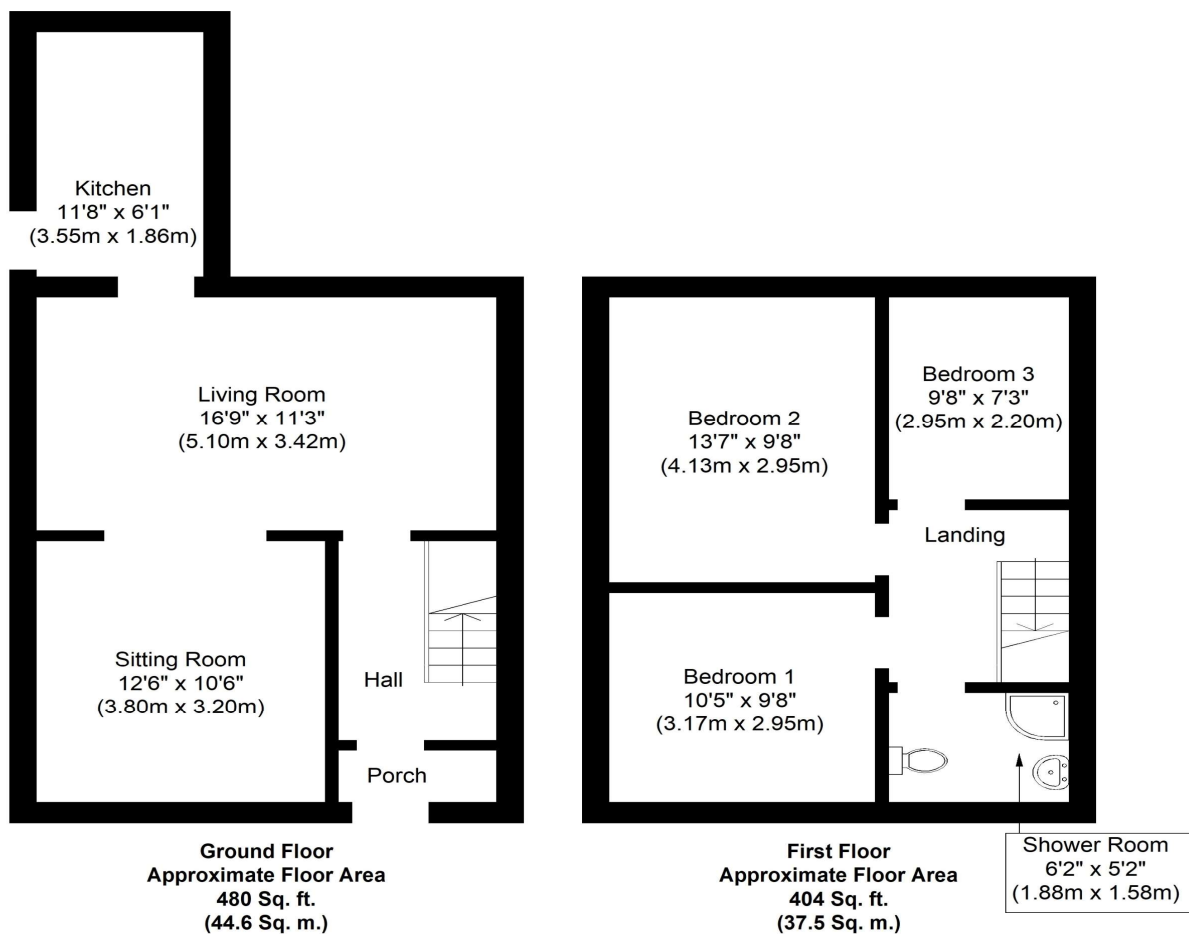 Kitchen
11'8" x 6'1"
(3.55m x 1.86m)
Living Room
16'9" x 11'3"
(5.10m x 3.42m)
Sitting Room
12'6" x 10'6"
(3.80m x 3.20m)
Hall
Porch
Ground Floor
Approximate Floor Area
480 Sq. ft.
(44.6 Sq. m.)
Bedroom 2
13'7" x 9'8"
(4.13m x 2.95m)
Bedroom 3
9'8" x 7'3"
(2.95m x 2.20m)
Landing
Bedroom 1
10'5" x 9'8"
(3.17m x 2.95m)
Shower Room
6'2" x 5'2"
(1.88m x 1.58m)
First Floor
Approximate Floor Area
404 Sq. ft.
(37.5 Sq. m.)